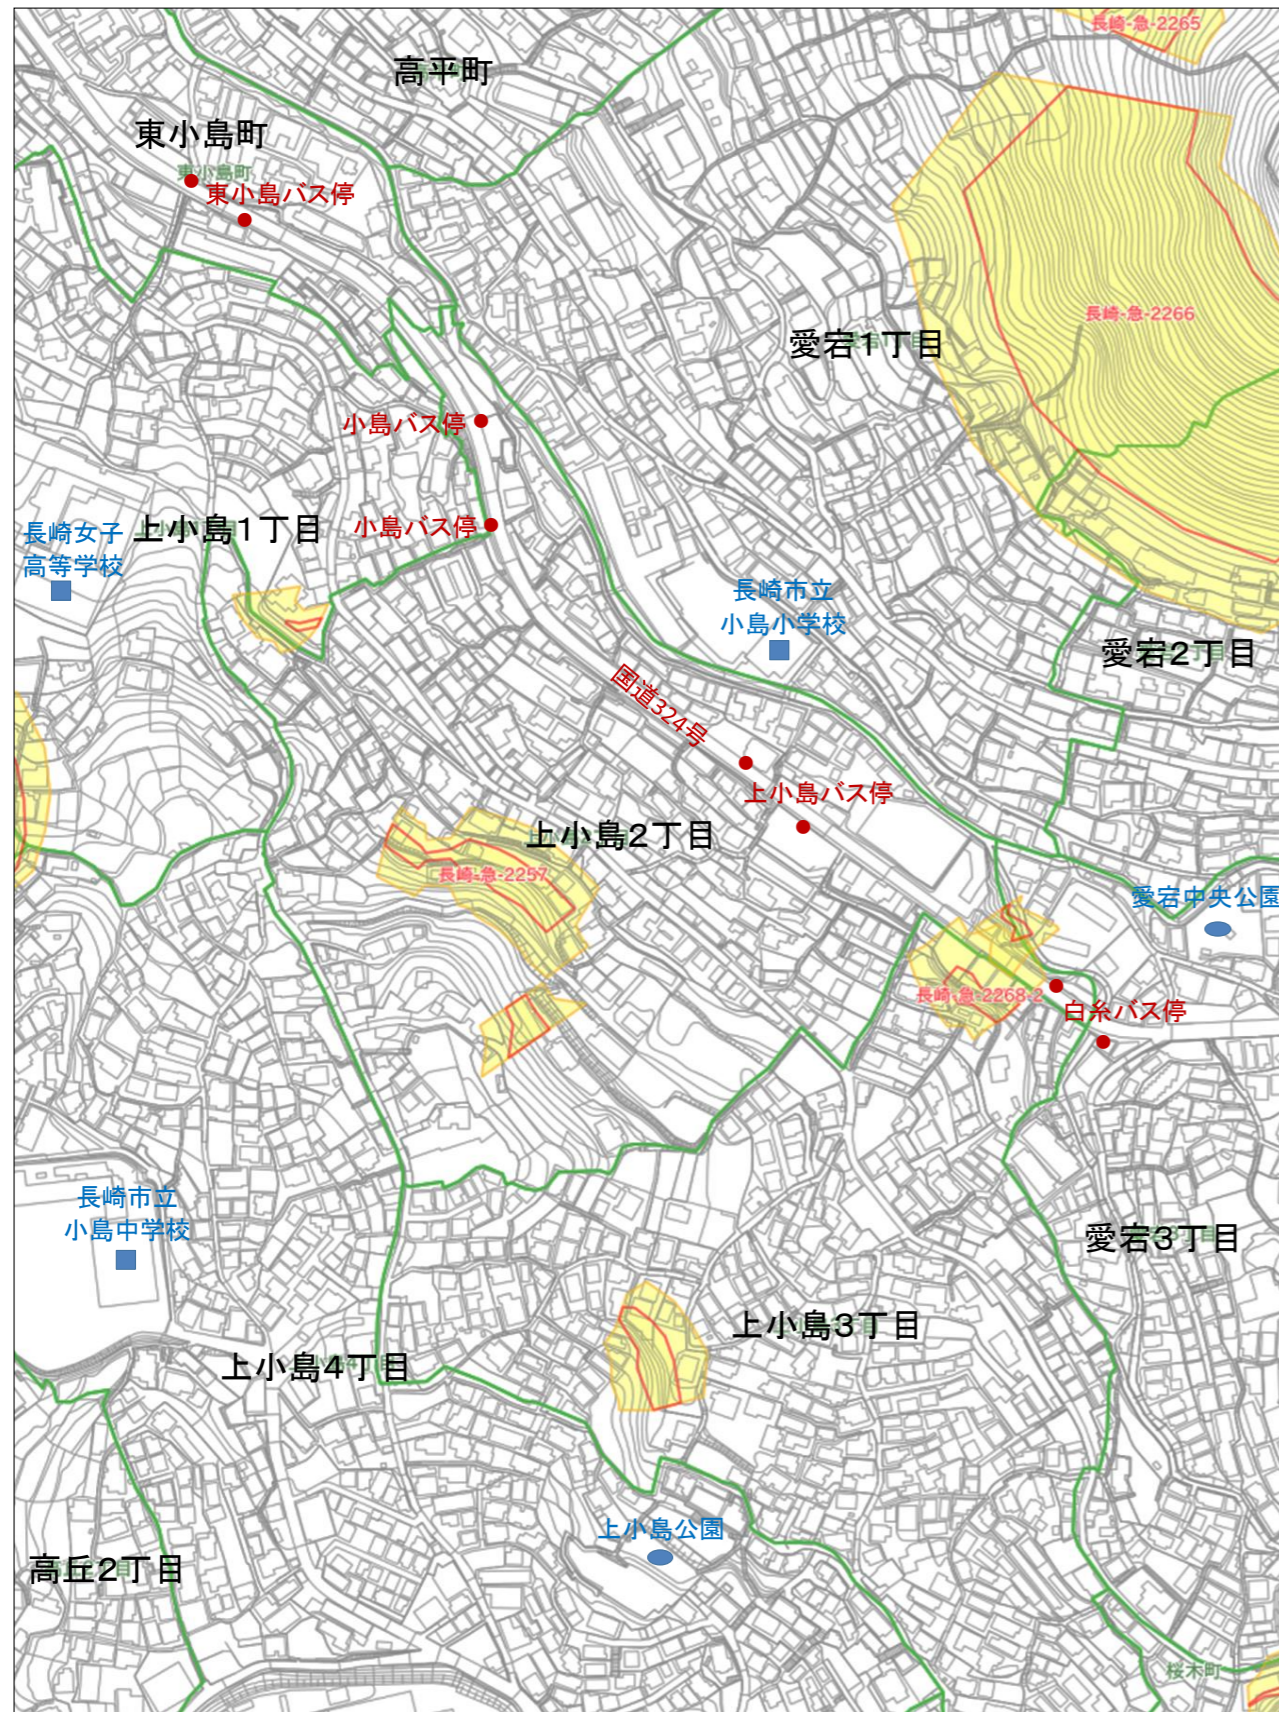 長崎-急-2265
高平町
東小島町
東小島町
東小島バス停
長崎-急-2266
愛宕1丁目
小島バス停
上小島1丁目
小島バス停
長崎女子
高等学校
長崎市立
小島小学校
愛宕2丁目
国道324号
上小島バス停
上小島2丁目
長崎-急-2257
愛宕中央公園
長崎-急-2268-2
白糸バス停
長崎市立
小島中学校
愛宕3丁目
上小島3丁目
上小島4丁目
上小島公園
高丘2丁目
桜木町